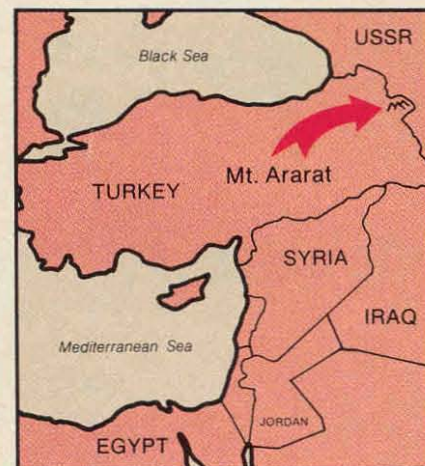 Black Sea
USSR
Mt. Ararat
TURKEY
SYRIA
IRAQ
Mediterranean Sea
JORDAN
EGYPT